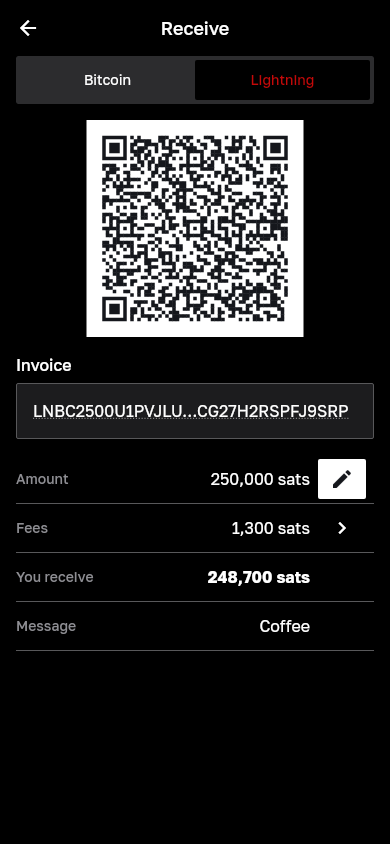 Receive
Bitcoin
Lightning
Invoice
LNBC2500U1PVJLU...CG27H2RSPFJ9SRP
Amount 250,000 sats
Fees 1,300 sats
You receive 248,700 sats
Message Coffee